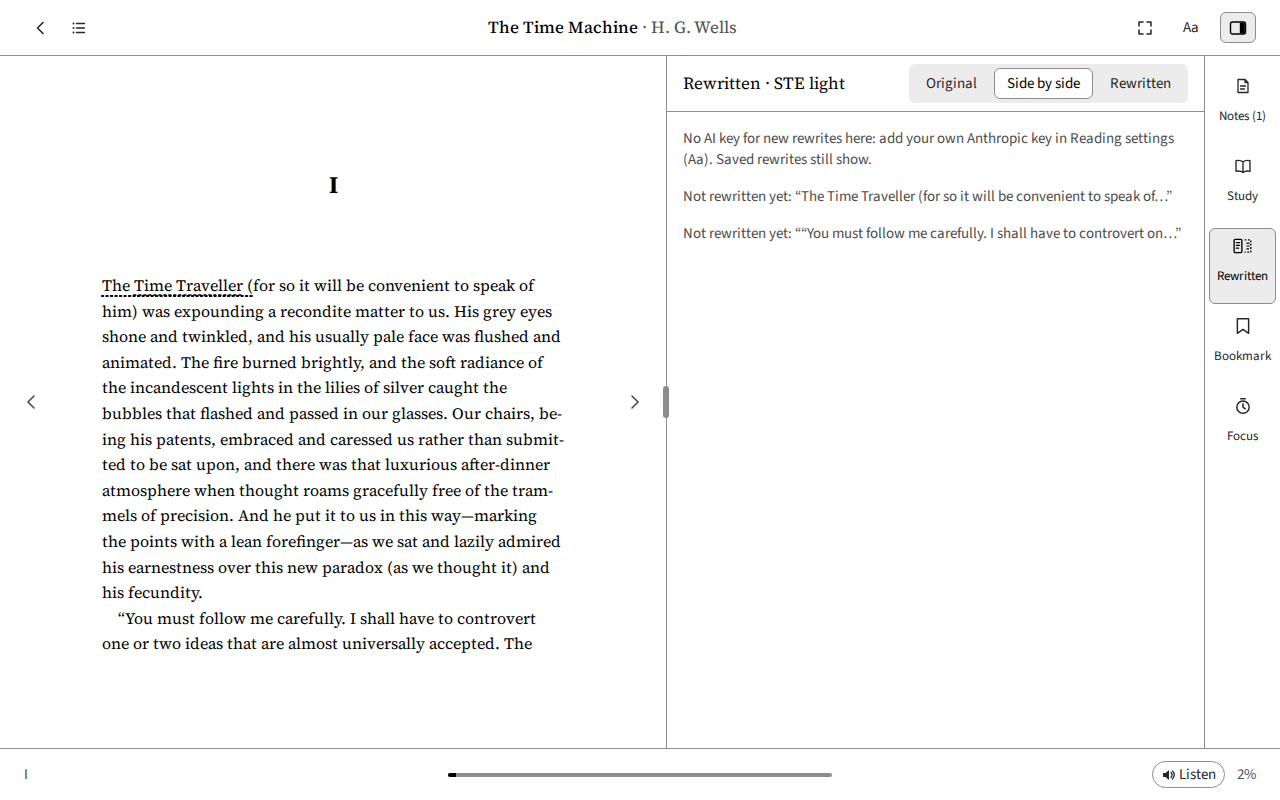 The Time Machine · H. G. Wells
Aa
I
The Time Traveller (for so it will be convenient to speak of
him) was expounding a recondite matter to us. His grey eyes
shone and twinkled, and his usually pale face was flushed and
animated. The fire burned brightly, and the soft radiance of
the incandescent lights in the lilies of silver caught the
bubbles that flashed and passed in our glasses. Our chairs, be-
ing his patents, embraced and caressed us rather than submit-
ted to be sat upon, and there was that luxurious after-dinner
atmosphere when thought roams gracefully free of the tram-
mels of precision. And he put it to us in this way—marking
the points with a lean forefinger—as we sat and lazily admired
his earnestness over this new paradox (as we thought it) and
his fecundity.
“You must follow me carefully. I shall have to controvert
one or two ideas that are almost universally accepted. The
Rewritten · STE light
Original
Side by side
Rewritten
No AI key for new rewrites here: add your own Anthropic key in Reading settings
(Aa). Saved rewrites still show.
Not rewritten yet: “The Time Traveller (for so it will be convenient to speak of…”
Not rewritten yet: ““You must follow me carefully. I shall have to controvert on…”
Notes (1)
Study
Rewritten
Bookmark
Focus
I
Listen
2%